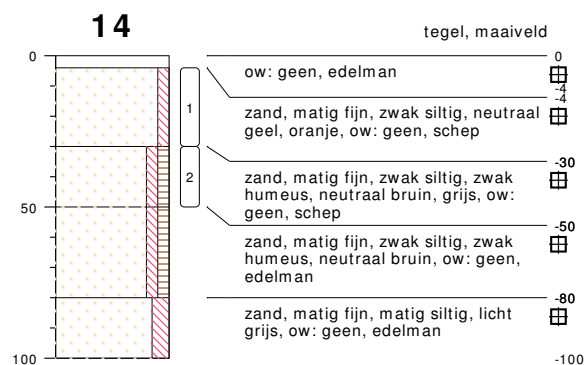 14
tegel, maaiveld
0
0
ow: geen, edelman
-4
-4
1
zand, matig fijn, zwak siltig, neutraal
geel, oranje, ow: geen, schep
-30
2
zand, matig fijn, zwak siltig, zwak
humeus, neutraal bruin, grijs, ow:
geen, schep
50
-50
zand, matig fijn, zwak siltig, zwak
humeus, neutraal bruin, ow: geen,
edelman
-80
zand, matig fijn, matig siltig, licht
grijs, ow: geen, edelman
100
-100